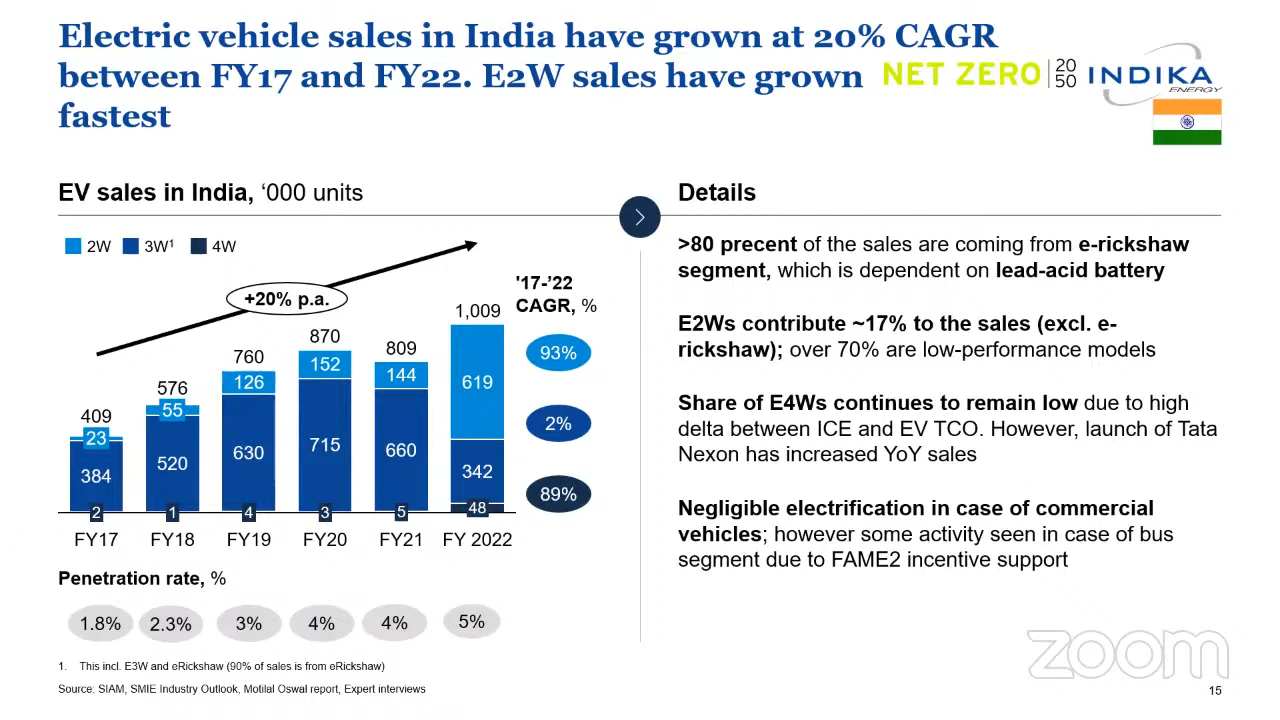 Electric vehicle sales in India have grown at 20% CAGR
between FY17 and FY22. E2W sales have grown
fastest
NET ZERO 20
50
INDIKA
ENERGY
EV sales in India, ‘000 units
2W 3W¹ 4W
+20% p.a.
'17-’22
CAGR, %
409 576 760 870 809 1,009
23 55 126 152 144 619 93%
384 520 630 715 660 342 2%
2 1 4 3 5 48 89%
FY17 FY18 FY19 FY20 FY21 FY 2022
Penetration rate, %
1.8% 2.3% 3% 4% 4% 5%
Details
>80 precent of the sales are coming from e-rickshaw
segment, which is dependent on lead-acid battery
E2Ws contribute ~17% to the sales (excl. e-
rickshaw); over 70% are low-performance models
Share of E4Ws continues to remain low due to high
delta between ICE and EV TCO. However, launch of Tata
Nexon has increased YoY sales
Negligible electrification in case of commercial
vehicles; however some activity seen in case of bus
segment due to FAME2 incentive support
1. This incl. E3W and eRickshaw (90% of sales is from eRickshaw)
Source: SIAM, SMIE Industry Outlook, Motilal Oswal report, Expert interviews
zoom
15